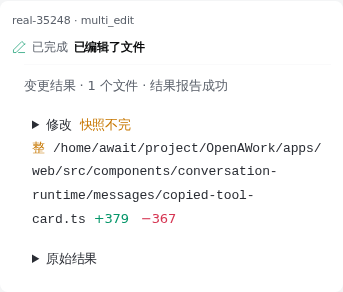 real-35248 · multi_edit
已完成 已编辑了文件
变更结果 · 1 个文件 · 结果报告成功
▶ 修改 快照不完
整 /home/await/project/OpenAWork/apps/
web/src/components/conversation-
runtime/messages/copied-tool-
card.ts +379 −367
▶ 原始结果